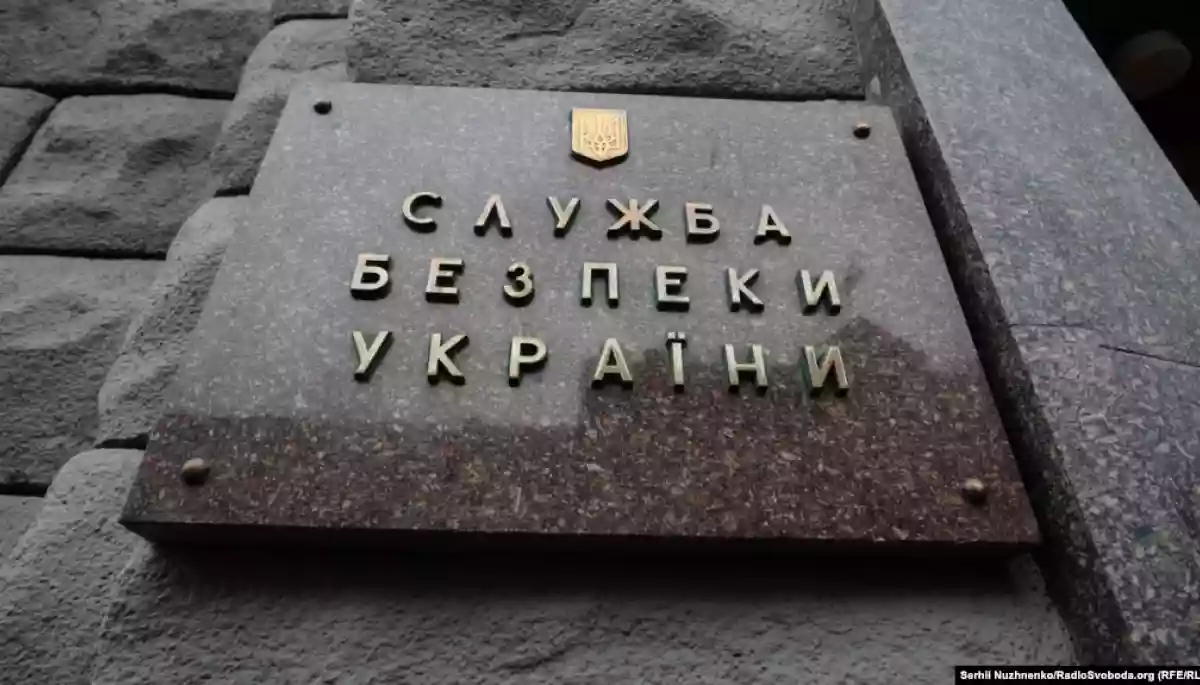 СЛУЖБА
БЕЗПЕКИ
УКРАЇНИ
Serhii Nuzhnenko/RadioSvoboda.org (RFE/RL